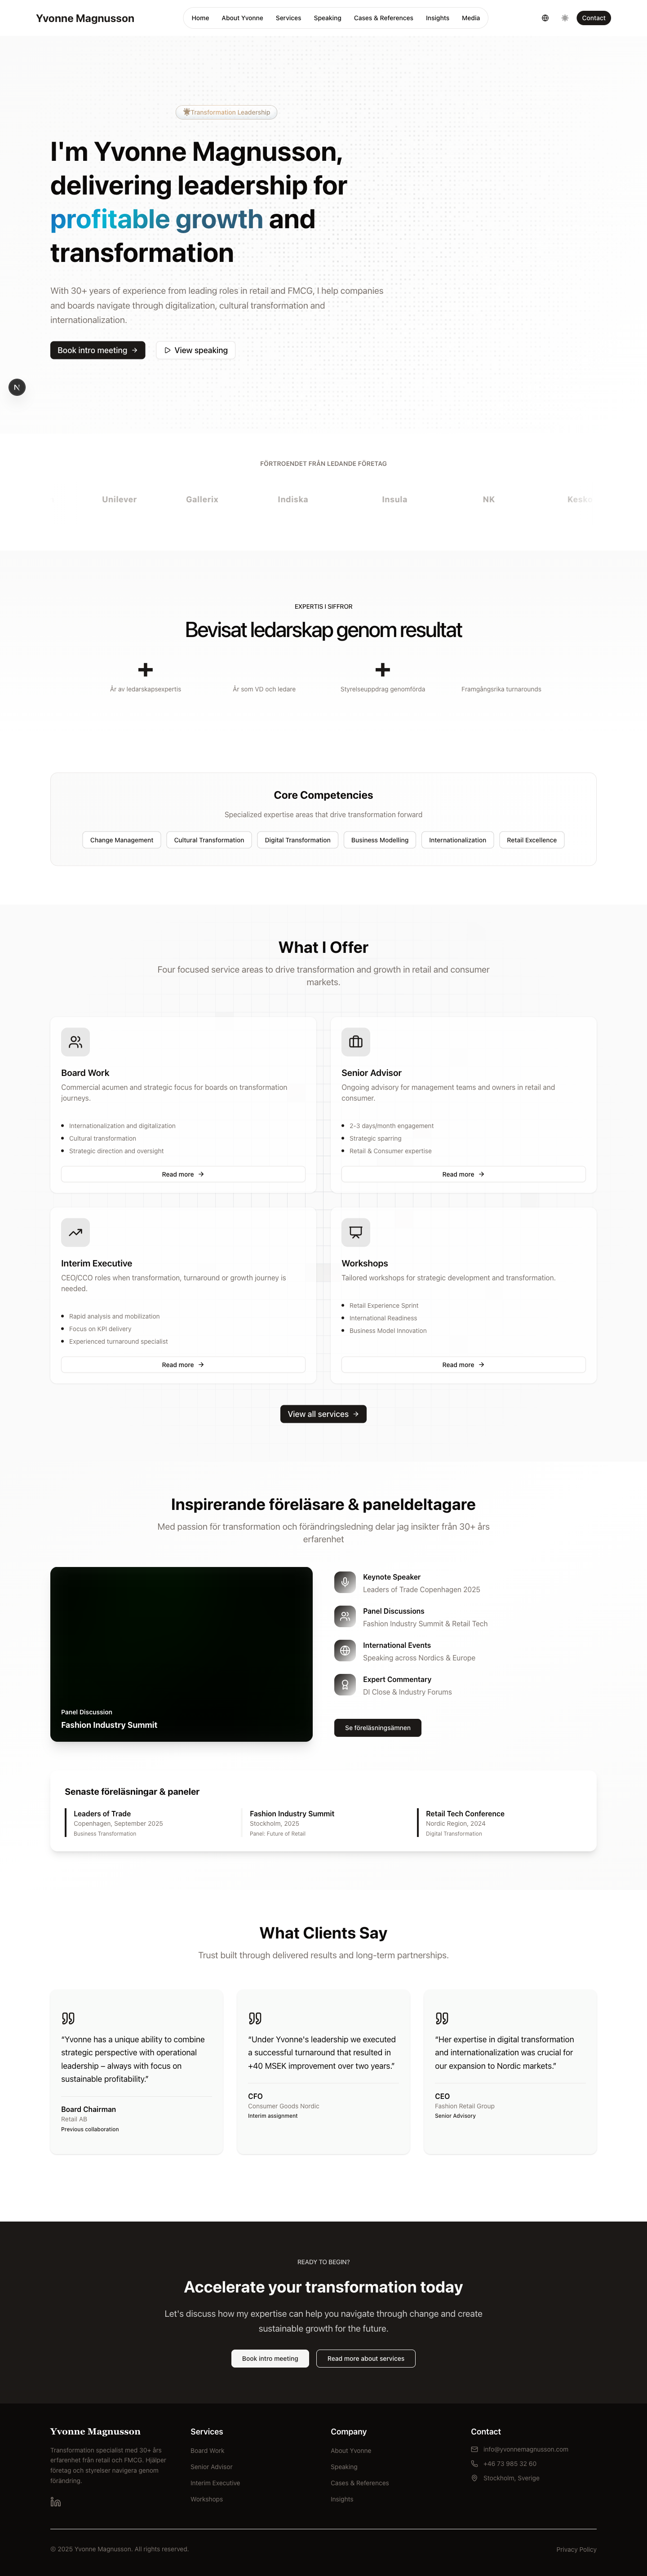 Yvonne Magnusson
Home About Yvonne Services Speaking Cases & References Insights Media
Contact
Transformation Leadership
I'm Yvonne Magnusson,
delivering leadership for
profitable growth and
transformation
With 30+ years of experience from leading roles in retail and FMCG, I help companies
and boards navigate through digitalization, cultural transformation and
internationalization.
Book intro meeting
View speaking
N
FÖRTROENDET FRÅN LEDANDE FÖRETAG
Unilever Gallerix Indiska Insula NK Kesko
EXPERTIS I SIFFROR
Bevisat ledarskap genom resultat
+ +
År av ledarskapsexpertis
År som VD och ledare
Styrelseuppdrag genomförda
Framgångsrika turnarounds
Core Competencies
Specialized expertise areas that drive transformation forward
Change Management
Cultural Transformation
Digital Transformation
Business Modelling
Internationalization
Retail Excellence
What I Offer
Four focused service areas to drive transformation and growth in retail and consumer
markets.
Board Work
Commercial acumen and strategic focus for boards on transformation
journeys.
Internationalization and digitalization
Cultural transformation
Strategic direction and oversight
Read more
Senior Advisor
Ongoing advisory for management teams and owners in retail and
consumer.
2-3 days/month engagement
Strategic sparring
Retail & Consumer expertise
Read more
Interim Executive
CEO/CCO roles when transformation, turnaround or growth journey is
needed.
Rapid analysis and mobilization
Focus on KPI delivery
Experienced turnaround specialist
Read more
Workshops
Tailored workshops for strategic development and transformation.
Retail Experience Sprint
International Readiness
Business Model Innovation
Read more
View all services
Inspirerande föreläsare & paneldeltagare
Med passion för transformation och förändringsledning delar jag insikter från 30+ års
erfarenhet
Panel Discussion
Fashion Industry Summit
Keynote Speaker
Leaders of Trade Copenhagen 2025
Panel Discussions
Fashion Industry Summit & Retail Tech
International Events
Speaking across Nordics & Europe
Expert Commentary
DI Close & Industry Forums
Se föreläsningsämnen
Senaste föreläsningar & paneler
Leaders of Trade
Copenhagen, September 2025
Business Transformation
Fashion Industry Summit
Stockholm, 2025
Panel: Future of Retail
Retail Tech Conference
Nordic Region, 2024
Digital Transformation
What Clients Say
Trust built through delivered results and long-term partnerships.
"Yvonne has a unique ability to combine
strategic perspective with operational
leadership – always with focus on
sustainable profitability."
Board Chairman
Retail AB
Previous collaboration
"Under Yvonne's leadership we executed
a successful turnaround that resulted in
+40 MSEK improvement over two years."
CFO
Consumer Goods Nordic
Interim assignment
"Her expertise in digital transformation
and internationalization was crucial for
our expansion to Nordic markets."
CEO
Fashion Retail Group
Senior Advisory
READY TO BEGIN?
Accelerate your transformation today
Let's discuss how my expertise can help you navigate through change and create
sustainable growth for the future.
Book intro meeting
Read more about services
Yvonne Magnusson
Transformation specialist med 30+ års
erfarenhet från retail och FMCG. Hjälper
företag och styrelser navigera genom
förändring.
Services
Board Work
Senior Advisor
Interim Executive
Workshops
Company
About Yvonne
Speaking
Cases & References
Insights
Contact
info@yvonnemagnusson.com
+46 73 985 32 60
Stockholm, Sverige
© 2025 Yvonne Magnusson. All rights reserved.
Privacy Policy